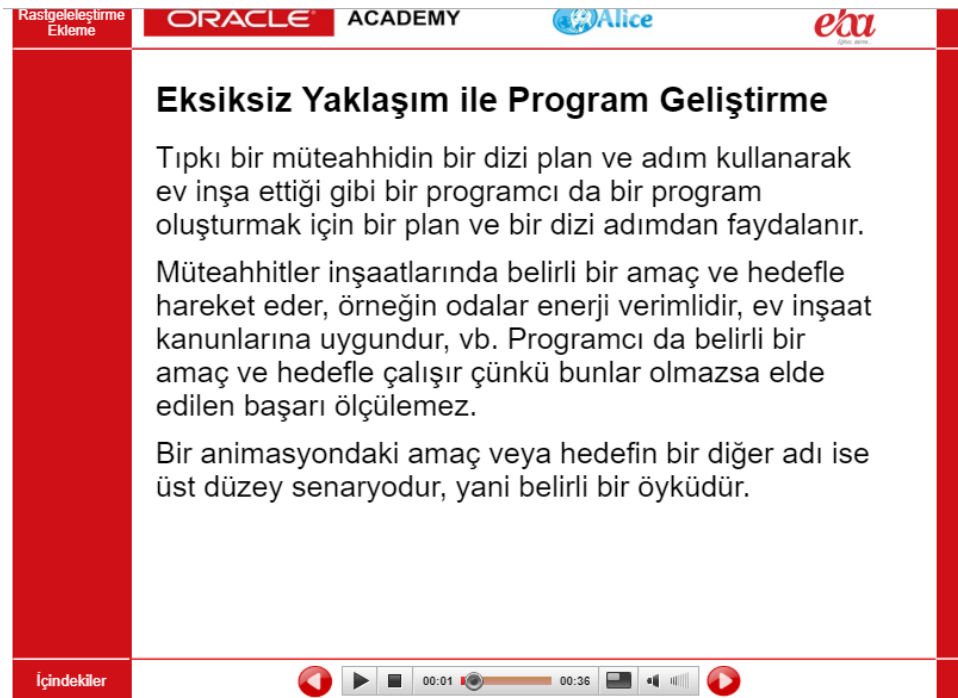 Rastgeleleştirme
Ekleme
ORACLE ACADEMY
Alice
eba
Eksiksiz Yaklaşım ile Program Geliştirme
Tıpkı bir müteahhidin bir dizi plan ve adım kullanarak
ev inşa ettiği gibi bir programcı da bir program
oluşturmak için bir plan ve bir dizi adımdan faydalanır.
Müteahhitler inşaatlarında belirli bir amaç ve hedefle
hareket eder, örneğin odalar enerji verimlidir, ev inşaat
kanunlarına uygundur, vb. Programcı da belirli bir
amaç ve hedefle çalışır çünkü bunlar olmazsa elde
edilen başarı ölçülemez.
Bir animasyondaki amaç veya hedefin bir diğer adı ise
üst düzey senaryodur, yani belirli bir öyküdür.
İçindekiler
00:01
00:36